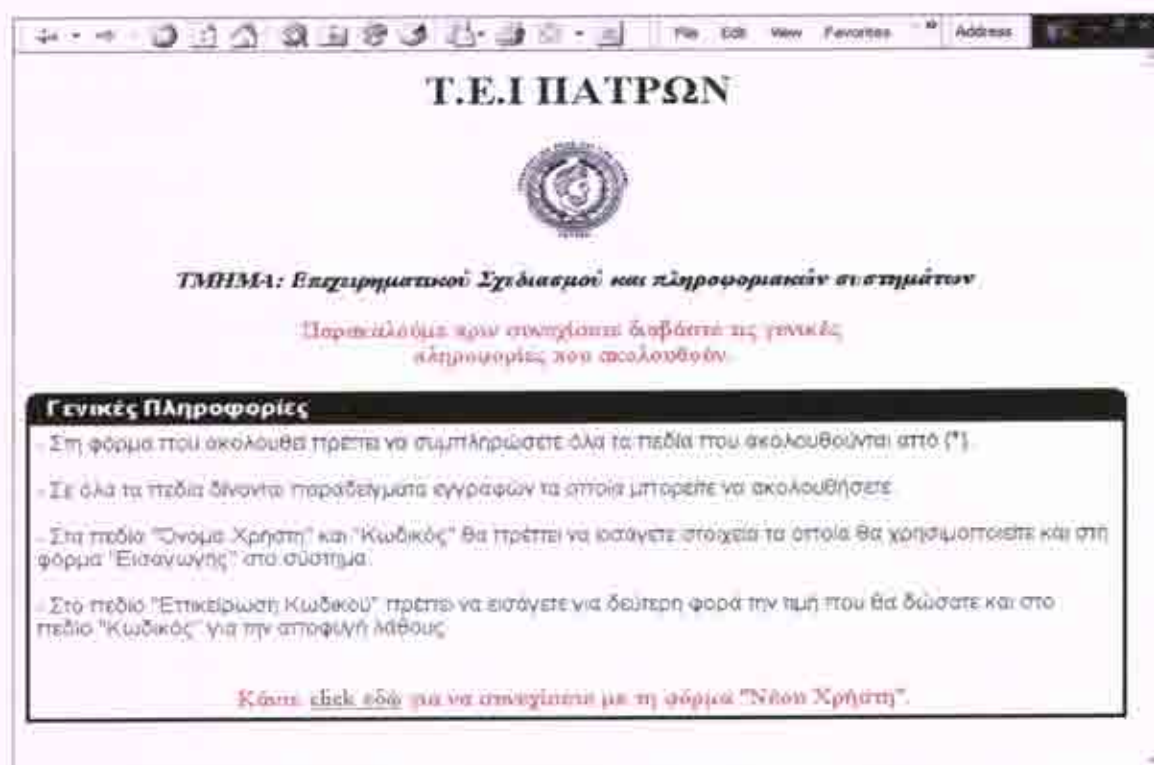 File Edit View Favorites » Address
Τ.Ε.Ι ΠΑΤΡΩΝ
ΤΜΗΜΑ: Επιχειρηματικού Σχεδιασμού και πληροφοριακών συστημάτων
Παρακαλούμε πριν συνεχίσετε διαβάστε τις γενικές
πληροφορίες που ακολουθούν.
Γενικές Πληροφορίες
- Στη φόρμα που ακολουθεί πρέπει να συμπληρώσετε όλα τα πεδία που ακολουθούνται από (*).
- Σε όλα τα πεδία δίνονται παραδείγματα εγγραφών τα οποία μπορείτε να ακολουθήσετε.
- Στα πεδία "Όνομα Χρήστη" και "Κωδικός" θα πρέπει να εισάγετε στοιχεία τα οποία θα χρησιμοποιείτε και στη
φόρμα "Εισαγωγής" στο σύστημα.
- Στο πεδίο "Επικείρωση Κωδικού" πρέπει να εισάγετε για δεύτερη φορά την τιμή που θα δώσατε και στο
πεδίο "Κωδικός" για την αποφυγή λάθους.
Κάντε click εδώ για να συνεχίσετε με τη φόρμα "Νέου Χρήστη".